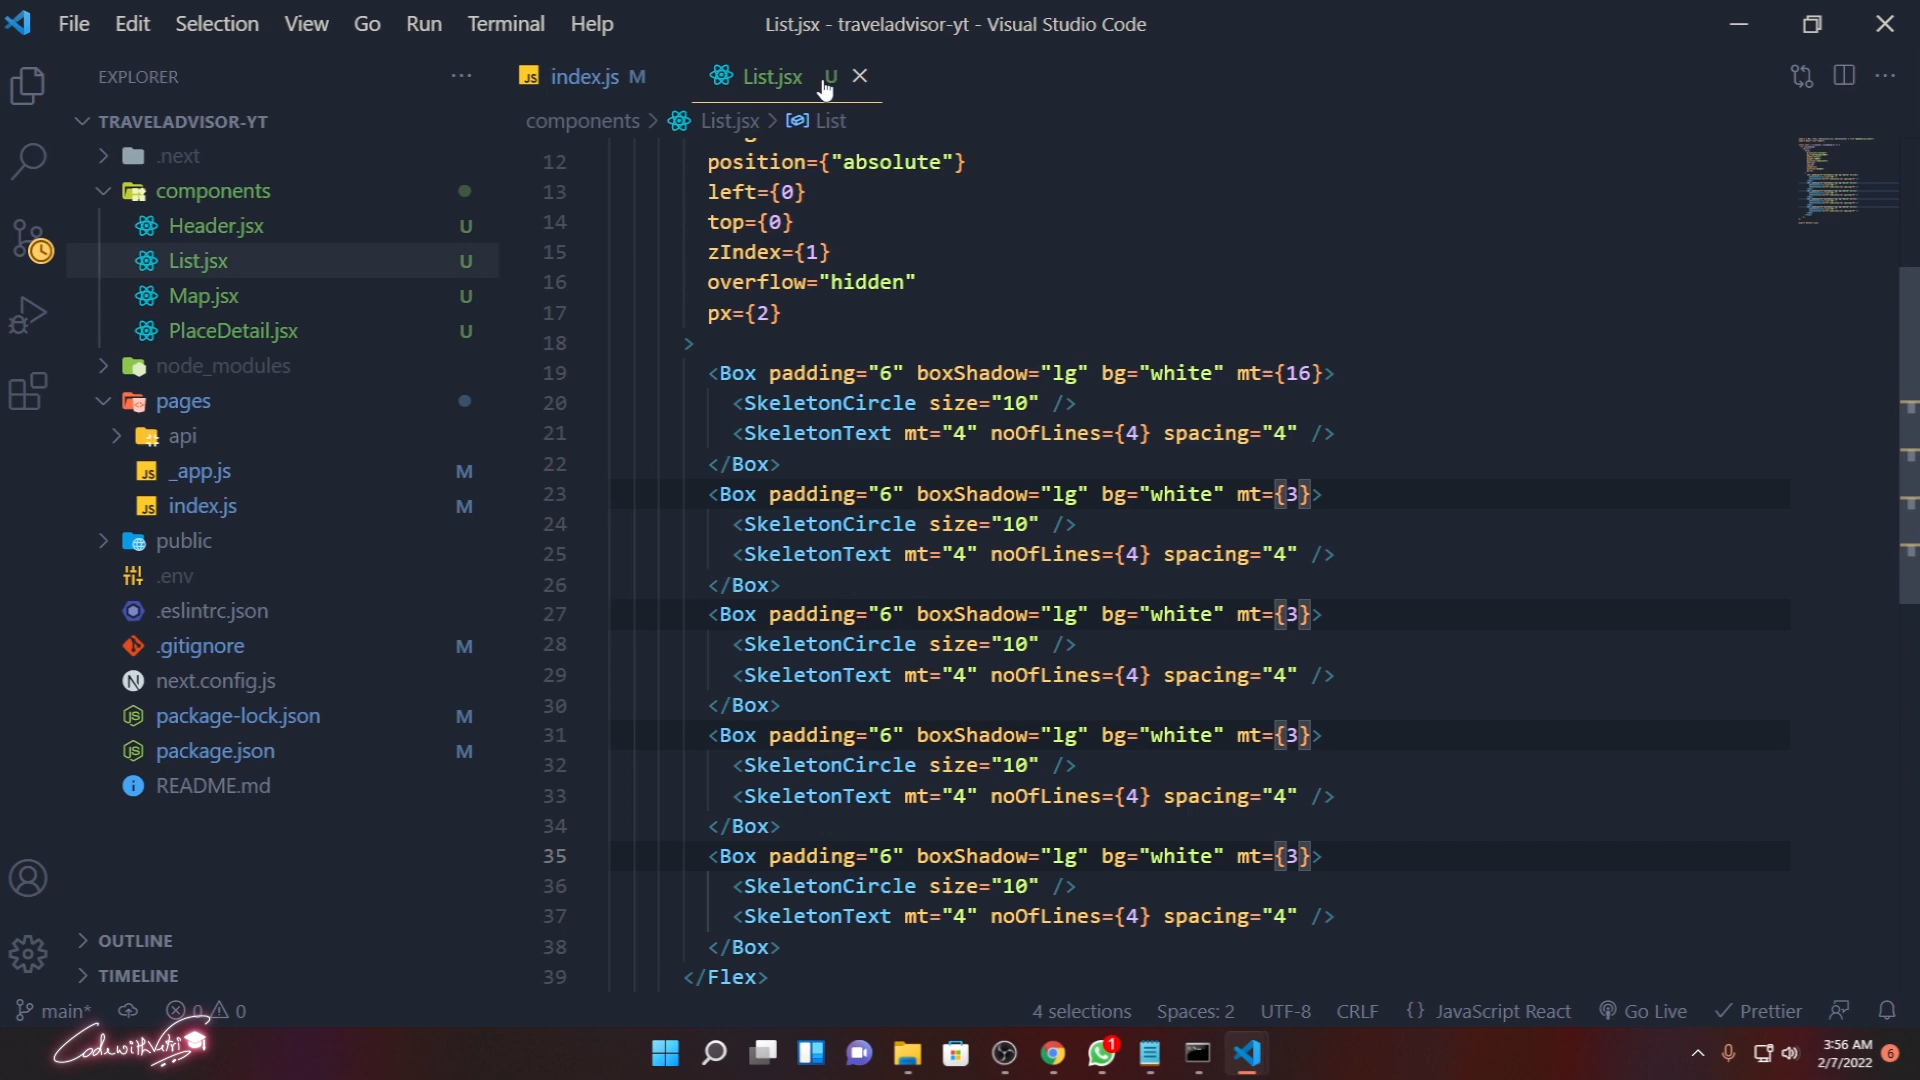 File Edit Selection View Go Run Terminal Help
List.jsx - traveladvisor-yt - Visual Studio Code
EXPLORER
TRAVELADVISOR-YT
.next
components
Header.jsx U
List.jsx U
Map.jsx U
PlaceDetail.jsx U
node_modules
pages
api
_app.js M
index.js M
public
.env
.eslintrc.json
.gitignore M
next.config.js
package-lock.json M
package.json M
README.md
OUTLINE
TIMELINE
index.js M
List.jsx U
components > List.jsx > List
12 position={"absolute"}
13 left={0}
14 top={0}
15 zIndex={1}
16 overflow="hidden"
17 px={2}
18 >
19 <Box padding="6" boxShadow="lg" bg="white" mt={16}>
20 <SkeletonCircle size="10" />
21 <SkeletonText mt="4" noOfLines={4} spacing="4" />
22 </Box>
23 <Box padding="6" boxShadow="lg" bg="white" mt={3}>
24 <SkeletonCircle size="10" />
25 <SkeletonText mt="4" noOfLines={4} spacing="4" />
26 </Box>
27 <Box padding="6" boxShadow="lg" bg="white" mt={3}>
28 <SkeletonCircle size="10" />
29 <SkeletonText mt="4" noOfLines={4} spacing="4" />
30 </Box>
31 <Box padding="6" boxShadow="lg" bg="white" mt={3}>
32 <SkeletonCircle size="10" />
33 <SkeletonText mt="4" noOfLines={4} spacing="4" />
34 </Box>
35 <Box padding="6" boxShadow="lg" bg="white" mt={3}>
36 <SkeletonCircle size="10" />
37 <SkeletonText mt="4" noOfLines={4} spacing="4" />
38 </Box>
39 </Flex>
main* 0 0
4 selections Spaces: 2 UTF-8 CRLF {} JavaScript React Go Live Prettier
CodewithVetri
1
3:56 AM
2/7/2022
6